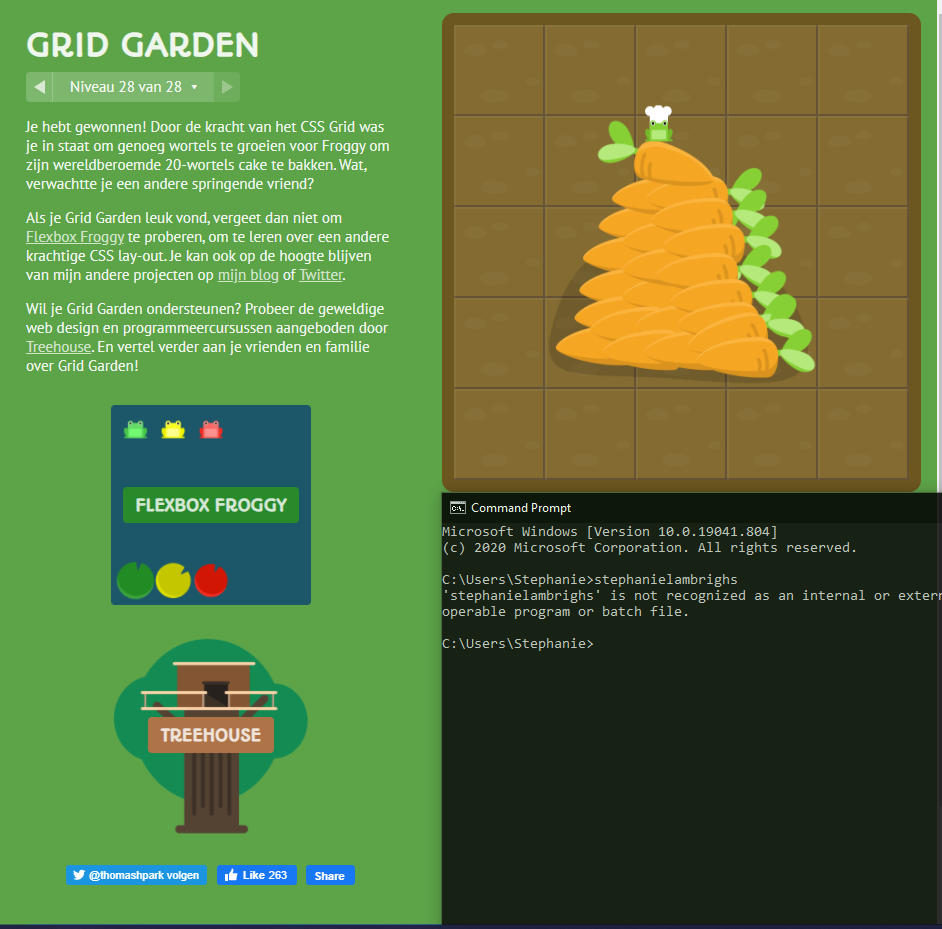 GRID GARDEN
Niveau 28 van 28
Je hebt gewonnen! Door de kracht van het CSS Grid was
je in staat om genoeg wortels te groeien voor Froggy om
zijn wereldberoemde 20-wortels cake te bakken. Wat,
verwachtte je een andere springende vriend?
Als je Grid Garden leuk vond, vergeet dan niet om
Flexbox Froggy te proberen, om te leren over een andere
krachtige CSS lay-out. Je kan ook op de hoogte blijven
van mijn andere projecten op mijn blog of Twitter.
Wil je Grid Garden ondersteunen? Probeer de geweldige
web design en programmeercursussen aangeboden door
Treehouse. En vertel verder aan je vrienden en familie
over Grid Garden!
FLEXBOX FROGGY
TREEHOUSE
@thomashpark volgen
Like 263
Share
Command Prompt
Microsoft Windows [Version 10.0.19041.804]
(c) 2020 Microsoft Corporation. All rights reserved.
C:\Users\Stephanie>stephanielambrighs
'stephanielambrighs' is not recognized as an internal or extern
operable program or batch file.
C:\Users\Stephanie>